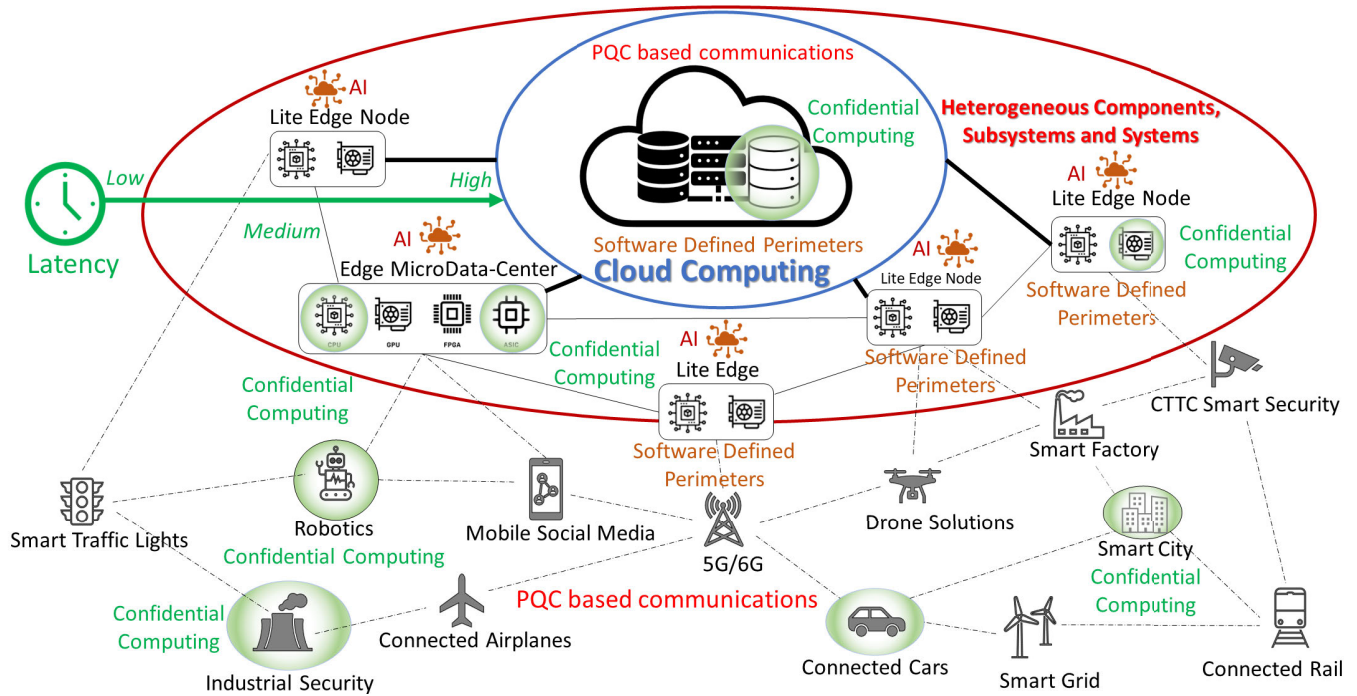 PQC based communications
AI
Lite Edge Node
Confidential
Computing
Heterogeneous Components,
Subsystems and Systems
Low
High
Medium
Latency
AI
Lite Edge Node
Confidential
Computing
Software Defined
Perimeters
Software Defined Perimeters
Cloud Computing
AI
Edge MicroData-Center
CPU
GPU
FPGA
ASIC
AI
Lite Edge Node
Software Defined
Perimeters
Confidential
Computing
AI
Lite Edge
Software Defined
Perimeters
Confidential
Computing
CTTC Smart Security
Smart Factory
Robotics
Mobile Social Media
Drone Solutions
Smart Traffic Lights
Confidential Computing
5G/6G
Smart City
Confidential
Computing
Confidential
Computing
PQC based communications
Connected Airplanes
Industrial Security
Connected Cars
Smart Grid
Connected Rail